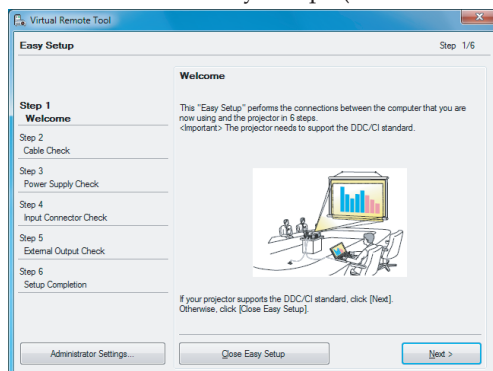 Virtual Remote Tool
Easy Setup
Step 1/6
Step 1
Welcome
Step 2
Cable Check
Step 3
Power Supply Check
Step 4
Input Connector Check
Step 5
External Output Check
Step 6
Setup Completion
Welcome
This "Easy Setup" performs the connections between the computer that you are
now using and the projector in 6 steps.
<Important> The projector needs to support the DDC/CI standard.
If your projector supports the DDC/CI standard, click [Next].
Otherwise, click [Close Easy Setup].
Administrator Settings...
Close Easy Setup
Next >